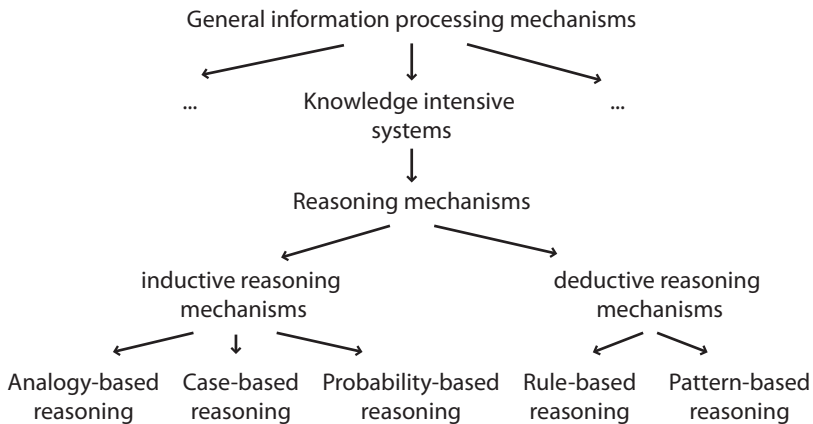 General information processing mechanisms
...
Knowledge intensive
systems
...
Reasoning mechanisms
inductive reasoning
mechanisms
deductive reasoning
mechanisms
Analogy-based
reasoning
Case-based
reasoning
Probability-based
reasoning
Rule-based
reasoning
Pattern-based
reasoning